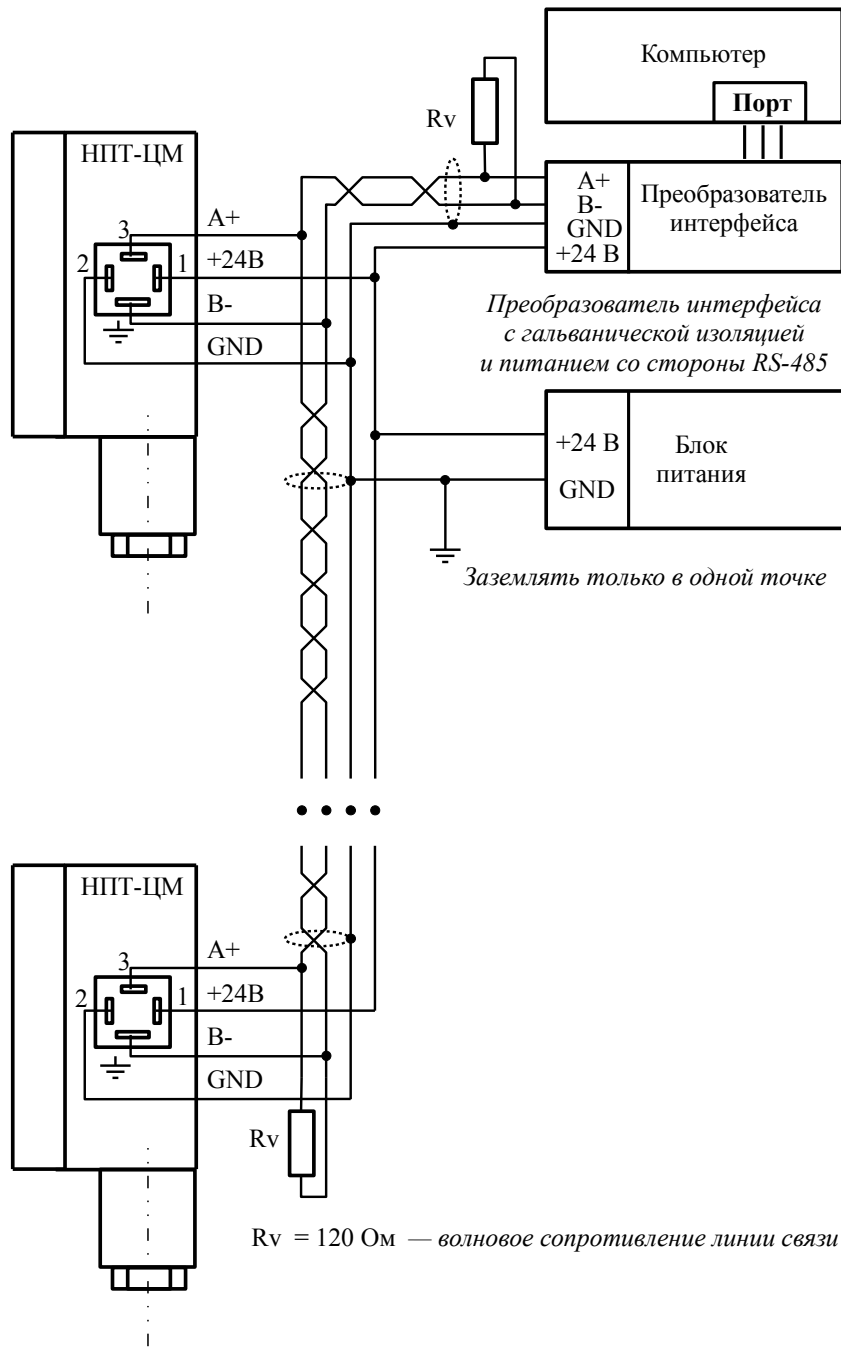 Компьютер
Порт
Rv
НПТ-ЦМ
A+
B-
GND
+24 В
Преобразователь
интерфейса
3
A+
2
1
+24В
B-
GND
Преобразователь интерфейса
с гальванической изоляцией
и питанием со стороны RS-485
+24 В
GND
Блок
питания
Заземлять только в одной точке
НПТ-ЦМ
3
A+
2
1
+24В
B-
GND
Rv
Rv = 120 Ом — волновое сопротивление линии связи